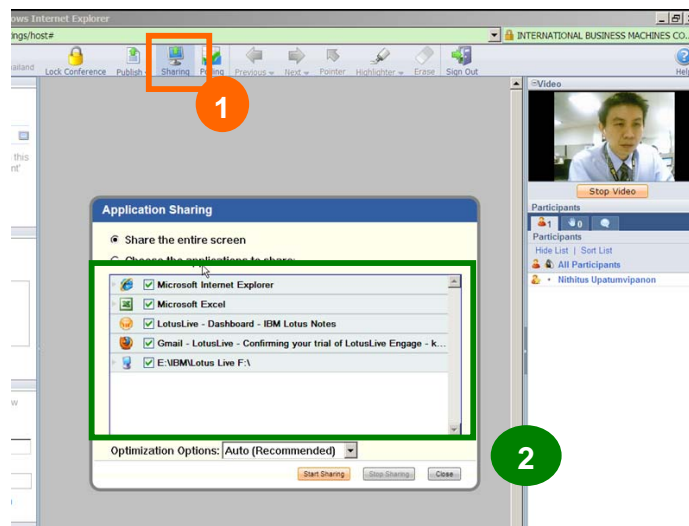 ows Internet Explorer
ngs/host#
INTERNATIONAL BUSINESS MACHINES CO...
hailand
Lock Conference Publish Sharing Polling Previous Next Pointer Highlighter Erase Sign Out
Help
1
this
nt'
Video
Stop Video
Participants
1 0
Participants
Hide List | Sort List
All Participants
Nithitus Upatumvipanon
Application Sharing
Share the entire screen
Choose the applications to share:
Microsoft Internet Explorer
Microsoft Excel
LotusLive - Dashboard - IBM Lotus Notes
Gmail - LotusLive - Confirming your trial of LotusLive Engage - k...
E:\IBM\Lotus Live F:\
w
Optimization Options: Auto (Recommended)
2
Start Sharing Stop Sharing Close